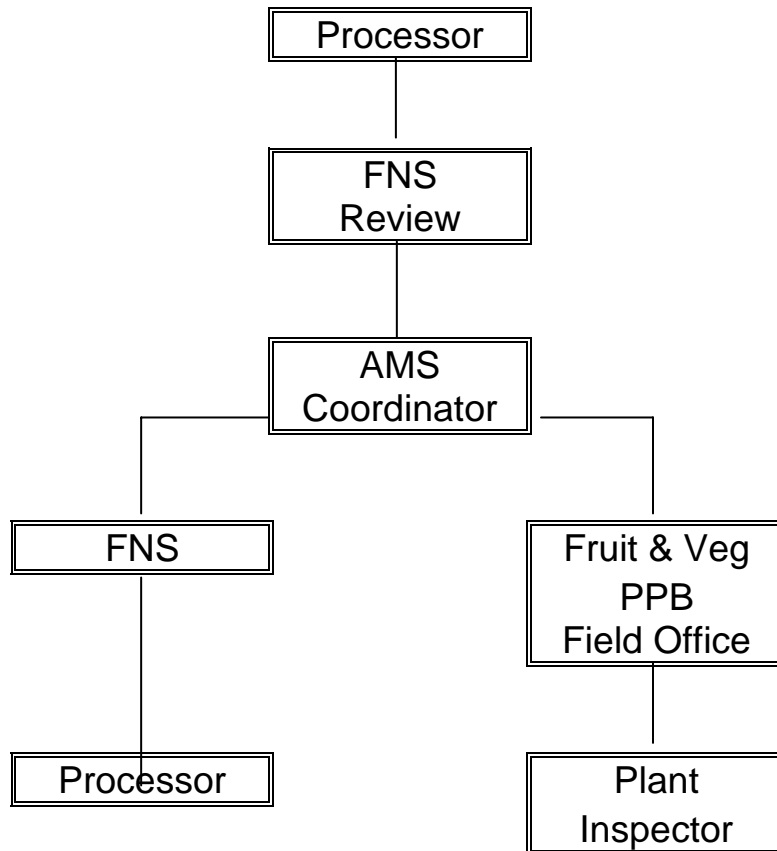 Processor
FNS
Review
AMS
Coordinator
FNS
Fruit & Veg
PPB
Field Office
Processor
Plant
Inspector